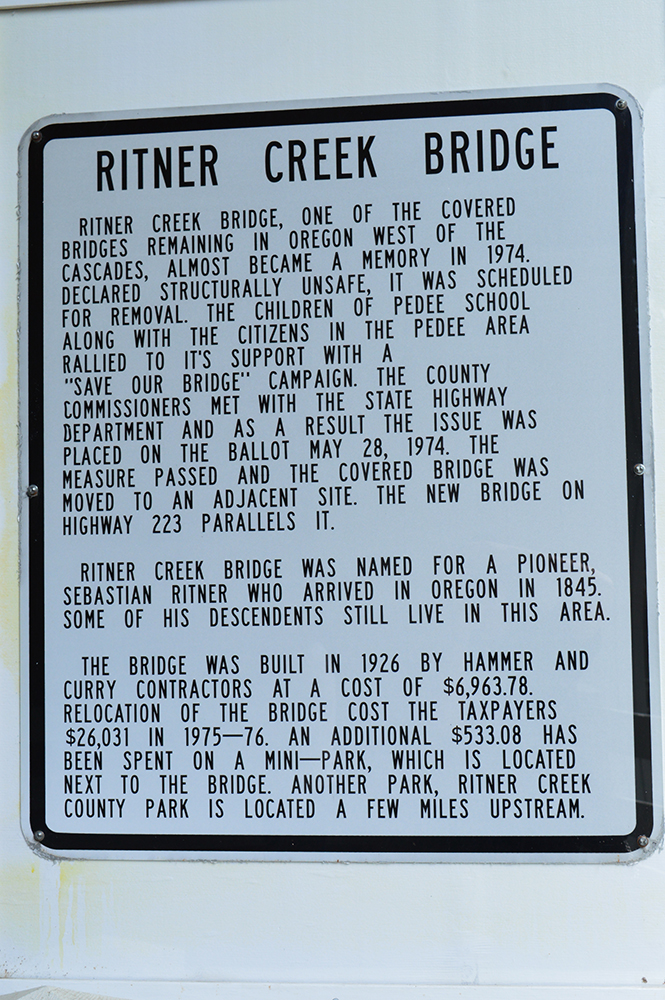 RITNER CREEK BRIDGE
RITNER CREEK BRIDGE, ONE OF THE COVERED
BRIDGES REMAINING IN OREGON WEST OF THE
CASCADES, ALMOST BECAME A MEMORY IN 1974.
DECLARED STRUCTURALLY UNSAFE, IT WAS SCHEDULED
FOR REMOVAL. THE CHILDREN OF PEDEE SCHOOL
ALONG WITH THE CITIZENS IN THE PEDEE AREA
RALLIED TO IT'S SUPPORT WITH A
"SAVE OUR BRIDGE" CAMPAIGN. THE COUNTY
COMMISSIONERS MET WITH THE STATE HIGHWAY
DEPARTMENT AND AS A RESULT THE ISSUE WAS
PLACED ON THE BALLOT MAY 28, 1974. THE
MEASURE PASSED AND THE COVERED BRIDGE WAS
MOVED TO AN ADJACENT SITE. THE NEW BRIDGE ON
HIGHWAY 223 PARALLELS IT.
RITNER CREEK BRIDGE WAS NAMED FOR A PIONEER,
SEBASTIAN RITNER WHO ARRIVED IN OREGON IN 1845.
SOME OF HIS DESCENDENTS STILL LIVE IN THIS AREA.
THE BRIDGE WAS BUILT IN 1926 BY HAMMER AND
CURRY CONTRACTORS AT A COST OF $6,963.78.
RELOCATION OF THE BRIDGE COST THE TAXPAYERS
$26,031 IN 1975—76. AN ADDITIONAL $533.08 HAS
BEEN SPENT ON A MINI—PARK, WHICH IS LOCATED
NEXT TO THE BRIDGE. ANOTHER PARK, RITNER CREEK
COUNTY PARK IS LOCATED A FEW MILES UPSTREAM.